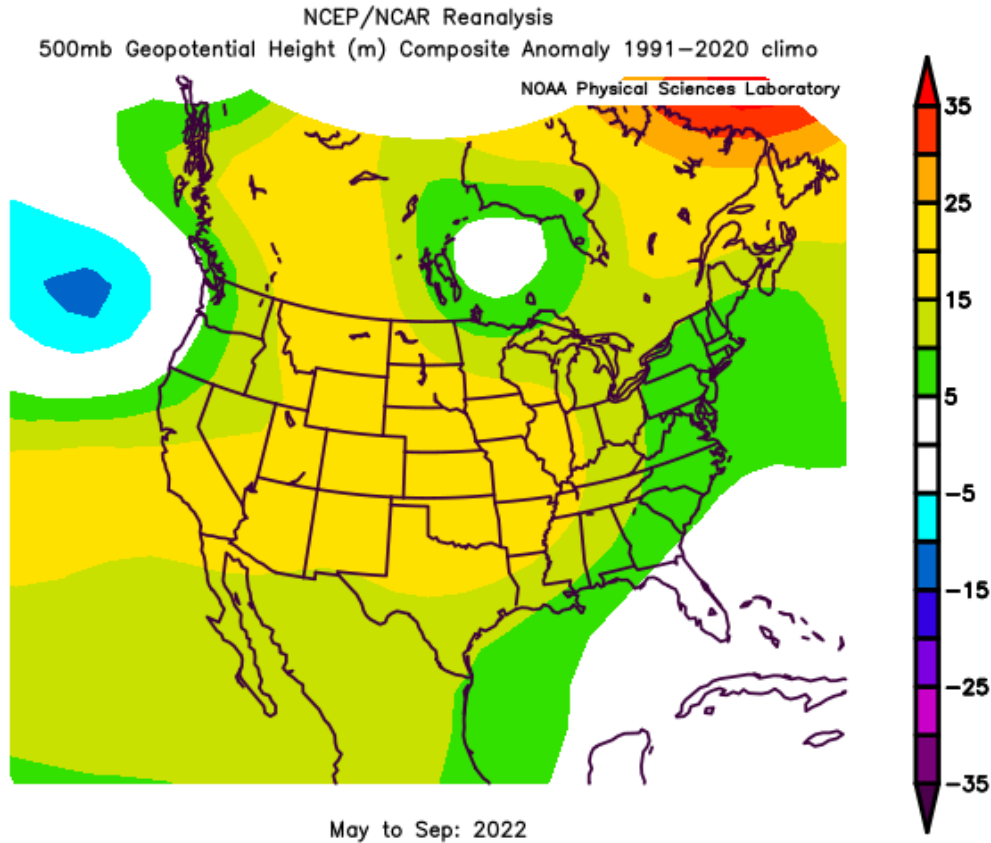 NCEP/NCAR Reanalysis
500mb Geopotential Height (m) Composite Anomaly 1991-2020 climo
NOAA Physical Sciences Laboratory
35
25
15
5
-5
-15
-25
-35
May to Sep: 2022